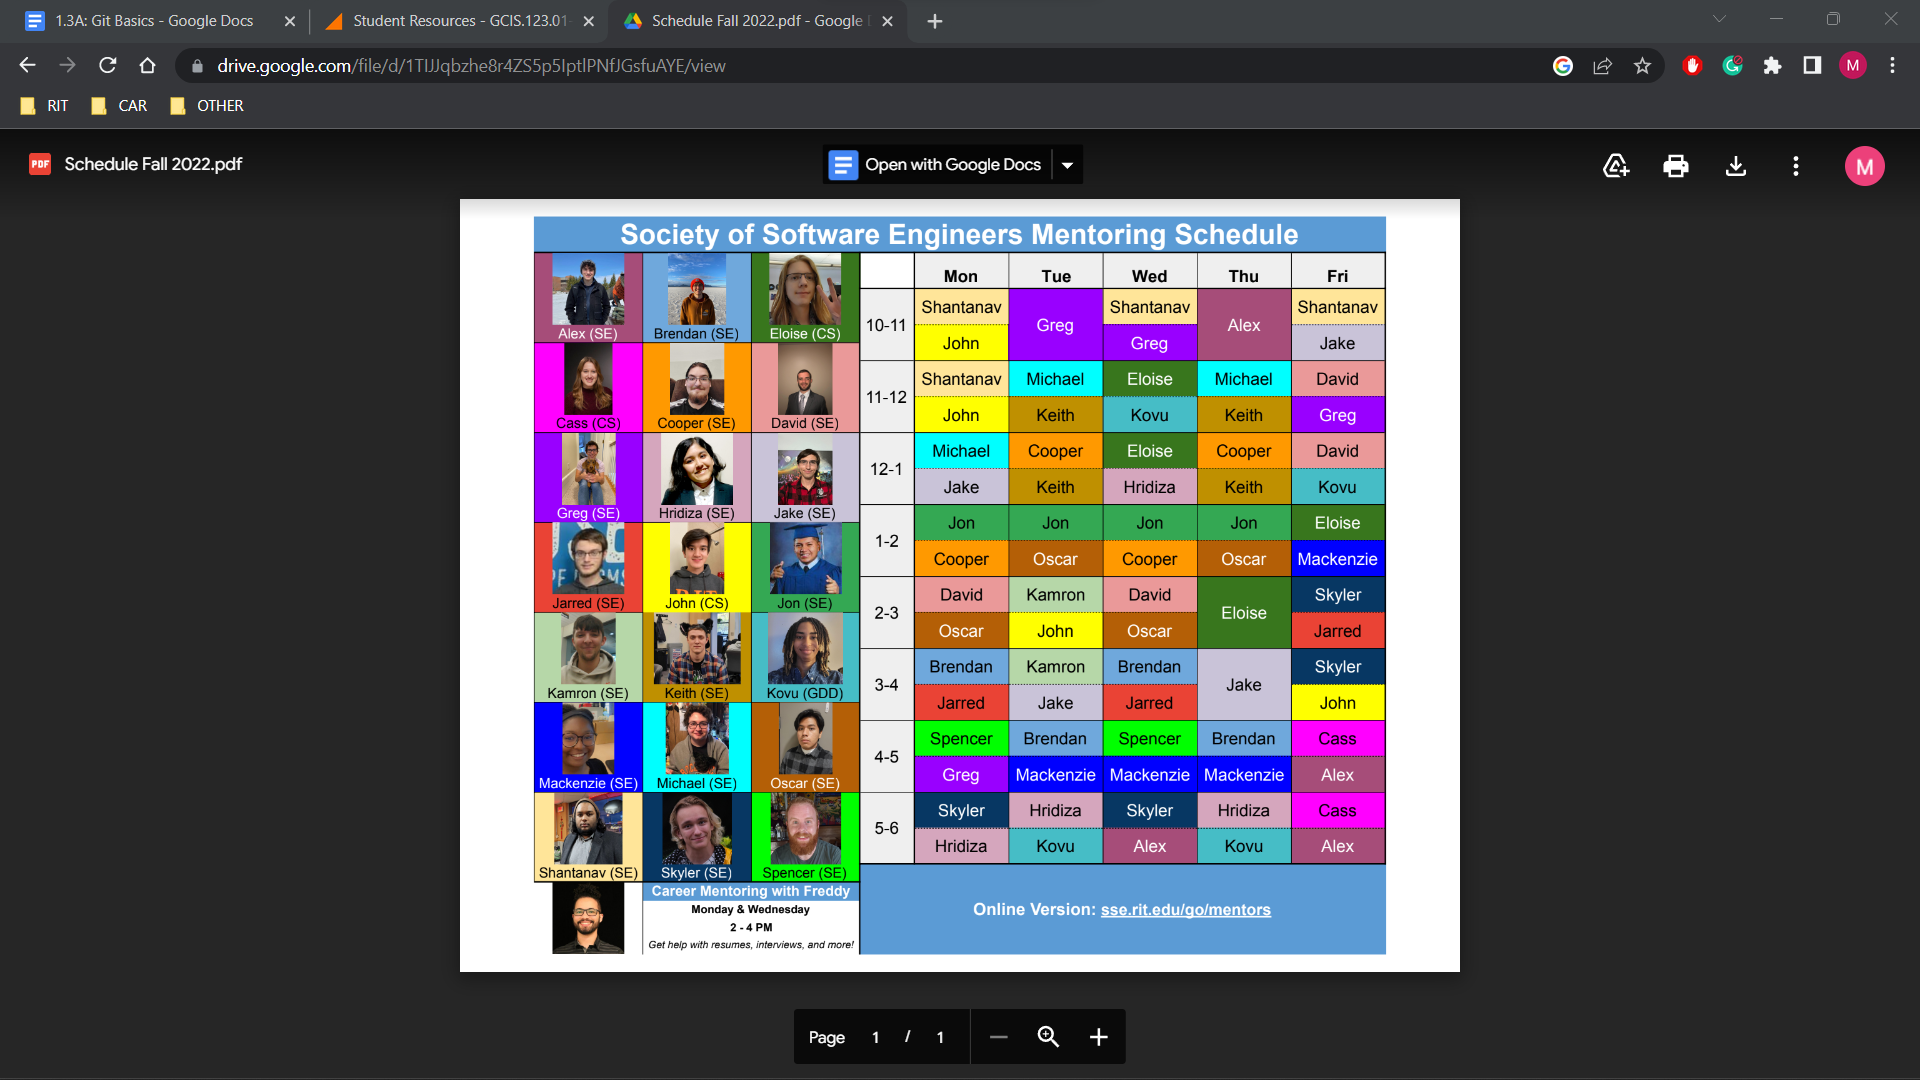 1.3A: Git Basics - Google Docs
Student Resources - GCIS.123.01
Schedule Fall 2022.pdf - Google
RIT
CAR
OTHER
Schedule Fall 2022.pdf
Open with Google Docs
M
M
PDF
Society of Software Engineers Mentoring Schedule
Alex (SE) Brendan (SE) Eloise (CS)
Cass (CS) Cooper (SE) David (SE)
Greg (SE) Hridiza (SE) Jake (SE)
Jarred (SE) John (CS) Jon (SE)
Kamron (SE) Keith (SE) Kovu (GDD)
Mackenzie (SE) Michael (SE) Oscar (SE)
Shantanav (SE) Skyler (SE) Spencer (SE)
Career Mentoring with Freddy
Monday & Wednesday
2 - 4 PM
Get help with resumes, interviews, and more!
Mon Tue Wed Thu Fri
10-11
Shantanav Greg Shantanav Alex Shantanav
John Greg Jake
11-12
Shantanav Michael Eloise Michael David
John Keith Kovu Keith Greg
12-1
Michael Cooper Eloise Cooper David
Jake Keith Hridiza Keith Kovu
1-2
Jon Jon Jon Jon Eloise
Cooper Oscar Cooper Oscar Mackenzie
2-3
David Kamron David Eloise Skyler
Oscar John Oscar Jarred
3-4
Brendan Kamron Brendan Jake Skyler
Jarred Jake Jarred John
4-5
Spencer Brendan Spencer Brendan Cass
Greg Mackenzie Mackenzie Mackenzie Alex
5-6
Skyler Hridiza Skyler Hridiza Cass
Hridiza Kovu Alex Kovu Alex
Online Version: sse.rit.edu/go/mentors
Page 1 / 1